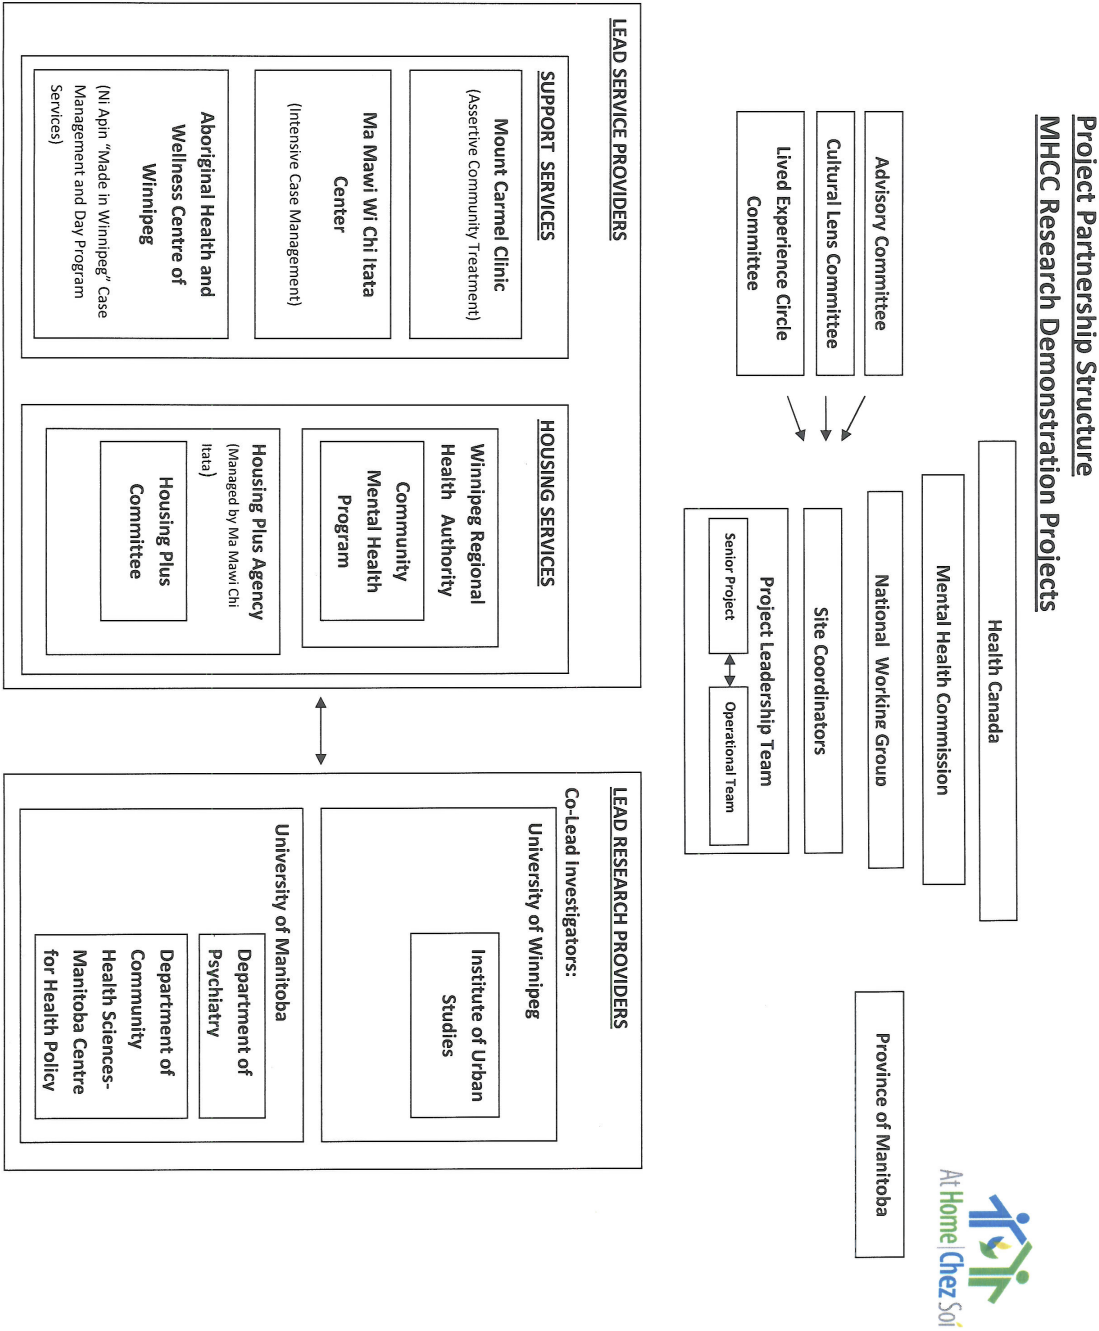 Project Partnership Structure
MHCC Research Demonstration Projects
At Home|Chez Soi
Health Canada
Mental Health Commission
National Working Group
Province of Manitoba
Advisory Committee
Cultural Lens Committee
Lived Experience Circle
Committee
Site Coordinators
Project Leadership Team
Senior Project
Operational Team
LEAD SERVICE PROVIDERS
SUPPORT SERVICES
Mount Carmel Clinic
(Assertive Community Treatment)
Ma Mawi Wi Chi Itata
Center
(Intensive Case Management)
Aboriginal Health and
Wellness Centre of
Winnipeg
(Ni Apin “Made in Winnipeg” Case
Management and Day Program
Services)
HOUSING SERVICES
Winnipeg Regional
Health Authority
Community
Mental Health
Program
Housing Plus Agency
(Managed by Ma Mawi Chi
Itata)
Housing Plus
Committee
LEAD RESEARCH PROVIDERS
Co-Lead Investigators:
University of Winnipeg
Institute of Urban
Studies
University of Manitoba
Department of
Psychiatry
Department of
Community
Health Sciences-
Manitoba Centre
for Health Policy